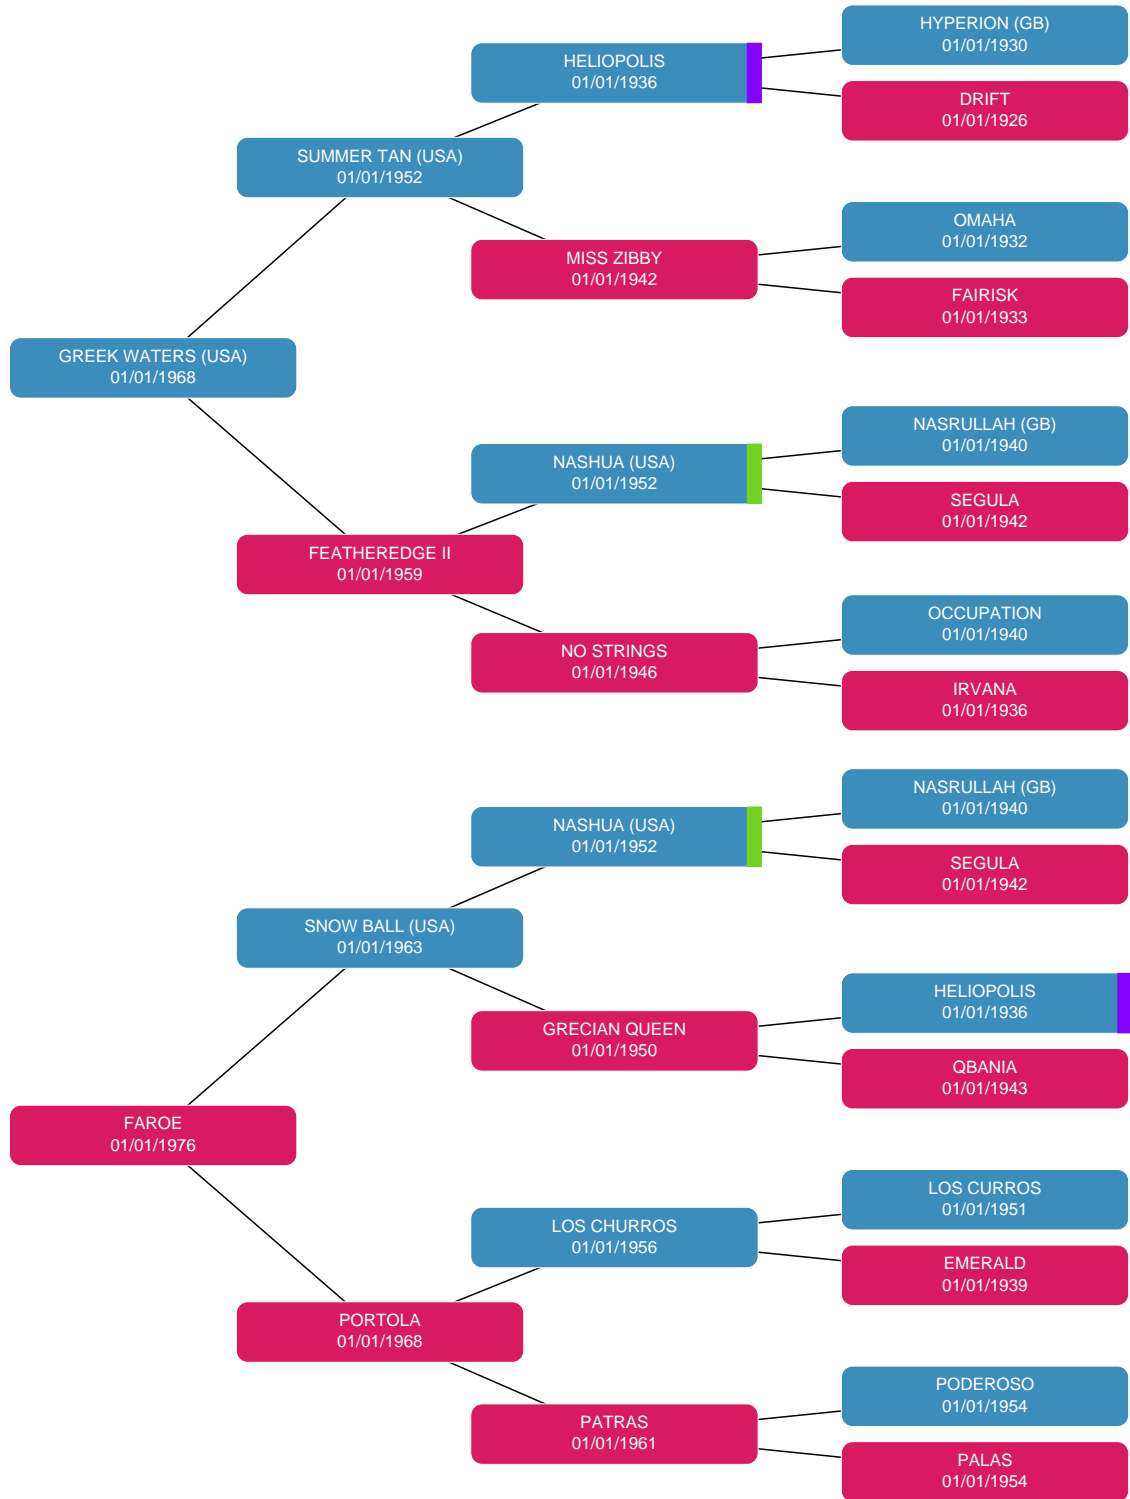 HYPERION (GB)
01/01/1930
HELIOPOLIS
01/01/1936
DRIFT
01/01/1926
SUMMER TAN (USA)
01/01/1952
OMAHA
01/01/1932
MISS ZIBBY
01/01/1942
FAIRISK
01/01/1933
GREEK WATERS (USA)
01/01/1968
NASRULLAH (GB)
01/01/1940
NASHUA (USA)
01/01/1952
SEGULA
01/01/1942
FEATHEREDGE II
01/01/1959
OCCUPATION
01/01/1940
NO STRINGS
01/01/1946
IRVANA
01/01/1936
NASRULLAH (GB)
01/01/1940
NASHUA (USA)
01/01/1952
SEGULA
01/01/1942
SNOW BALL (USA)
01/01/1963
HELIOPOLIS
01/01/1936
GRECIAN QUEEN
01/01/1950
QBANIA
01/01/1943
FAROE
01/01/1976
LOS CURROS
01/01/1951
LOS CHURROS
01/01/1956
EMERALD
01/01/1939
PORTOLA
01/01/1968
PODEROSO
01/01/1954
PATRAS
01/01/1961
PALAS
01/01/1954